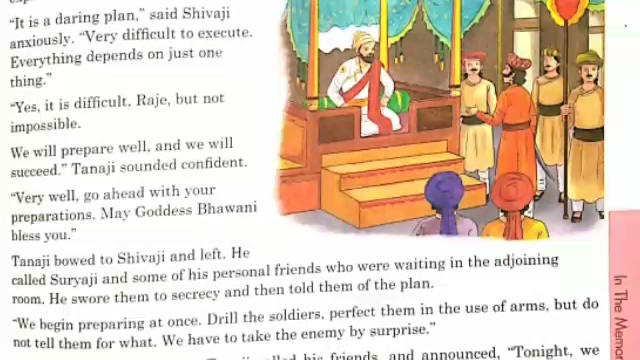 "It is a daring plan," said Shivaji
anxiously. "Very difficult to execute.
Everything depends on just one
thing."
"Yes, it is difficult, Raje, but not
impossible.
We will prepare well, and we will
succeed." Tanaji sounded confident.
"Very well, go ahead with your
preparations. May Goddess Bhawani
bless you."
Tanaji bowed to Shivaji and left. He
called Suryaji and some of his personal friends who were waiting in the adjoining
room. He swore them to secrecy and then told them of the plan.
"We begin preparing at once. Drill the soldiers, perfect them in the use of arms, but do
not tell them for what. We have to take the enemy by surprise."
his friends, and announced, "Tonight, we
In The